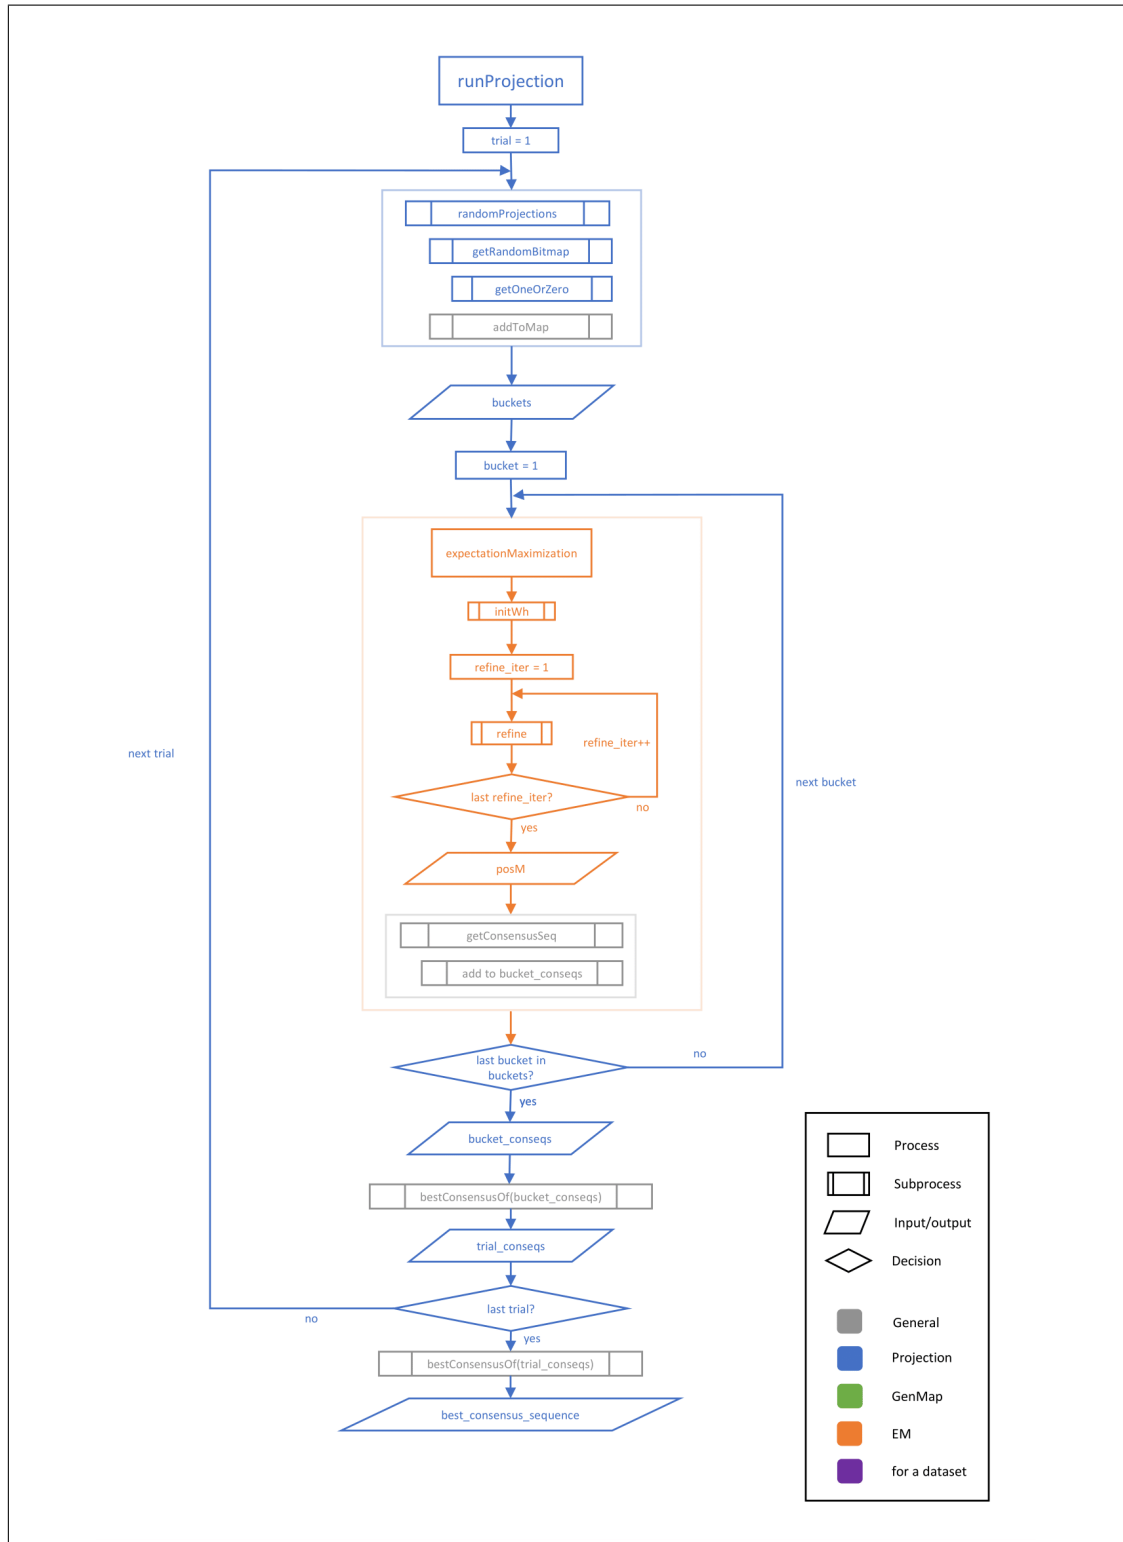 runProjection
trial = 1
randomProjections
getRandomBitmap
getOneOrZero
addToMap
buckets
bucket = 1
expectationMaximization
initWh
refine_iter = 1
refine
refine_iter++
next trial
next bucket
last refine_iter?
no
yes
posM
getConsensusSeq
add to bucket_conseqs
last bucket in
buckets?
no
yes
bucket_conseqs
bestConsensusOf(bucket_conseqs)
trial_conseqs
last trial?
no
yes
bestConsensusOf(trial_conseqs)
best_consensus_sequence
Process
Subprocess
Input/output
Decision
General
Projection
GenMap
EM
for a dataset